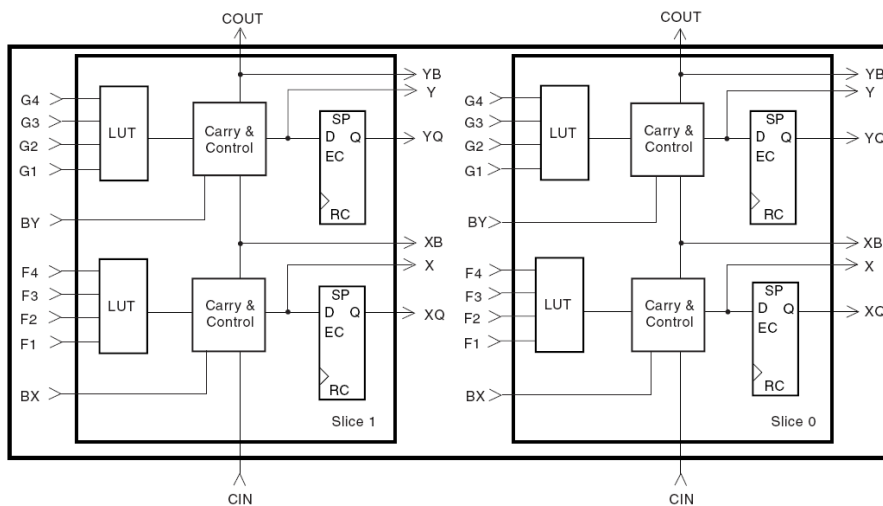 COUT
COUT
YB
Y
G4
G3
G2
G1
LUT
Carry &
Control
SP
D Q
EC
RC
YQ
BY
XB
X
F4
F3
F2
F1
LUT
Carry &
Control
SP
D Q
EC
RC
XQ
BX
Slice 1
CIN
YB
Y
G4
G3
G2
G1
LUT
Carry &
Control
SP
D Q
EC
RC
YQ
BY
XB
X
F4
F3
F2
F1
LUT
Carry &
Control
SP
D Q
EC
RC
XQ
BX
Slice 0
CIN